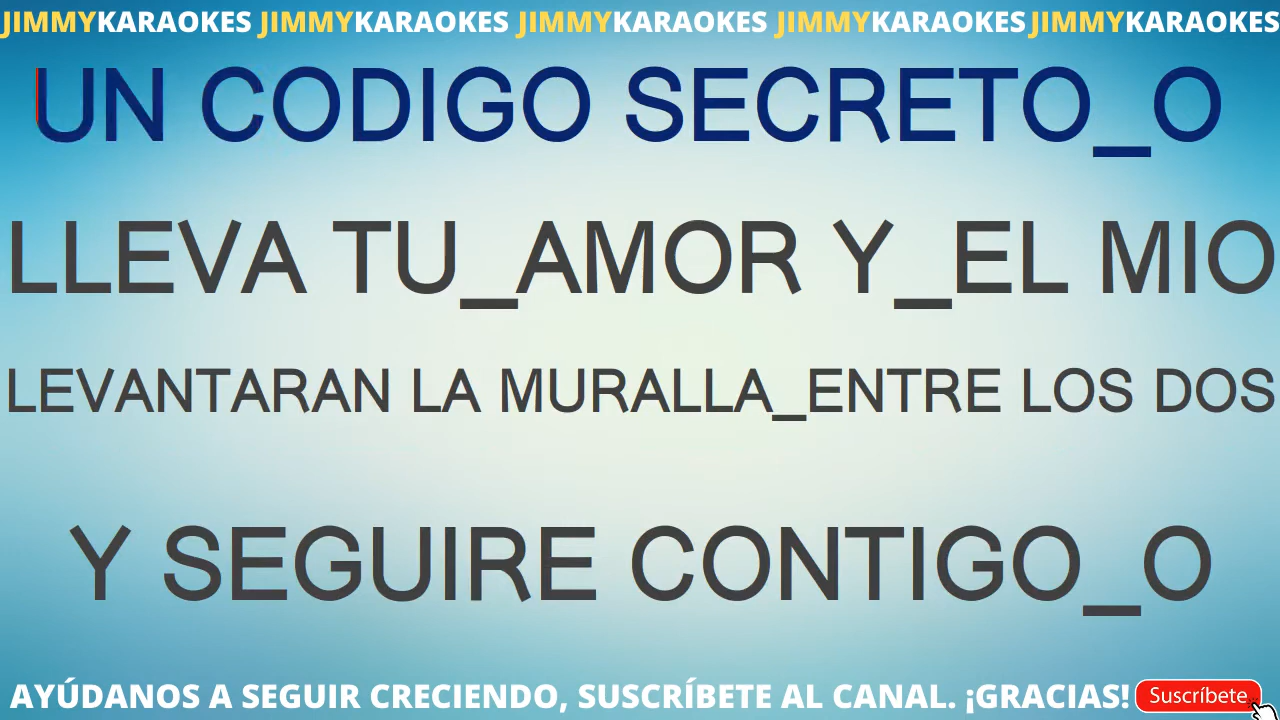 JIMMYKARAOKES JIMMYKARAOKES JIMMYKARAOKES JIMMYKARAOKES JIMMYKARAOKES
UN CODIGO SECRETO_O
LLEVA TU_AMOR Y_EL MIO
LEVANTARAN LA MURALLA_ENTRE LOS DOS
Y SEGUIRE CONTIGO_O
AYÚDANOS A SEGUIR CRECIENDO, SUSCRÍBETE AL CANAL. ¡GRACIAS! Suscríbete